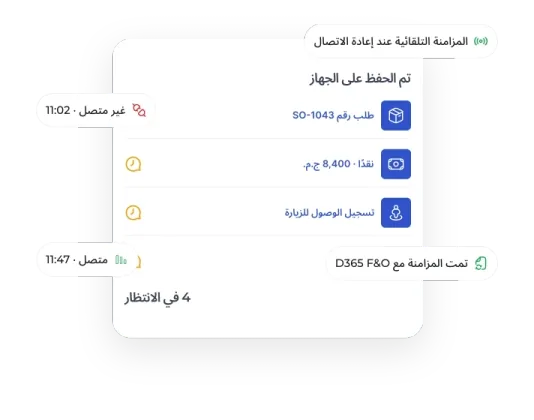 المزامنة التلقائية عند إعادة الاتصال
تم الحفظ على الجهاز
غير متصل · 11:02
طلب رقم SO-1043
نقدًا · 8,400 ج.م.
تسجيل الوصول للزيارة
متصل · 11:47
تمت المزامنة مع D365 F&O
4 في الانتظار